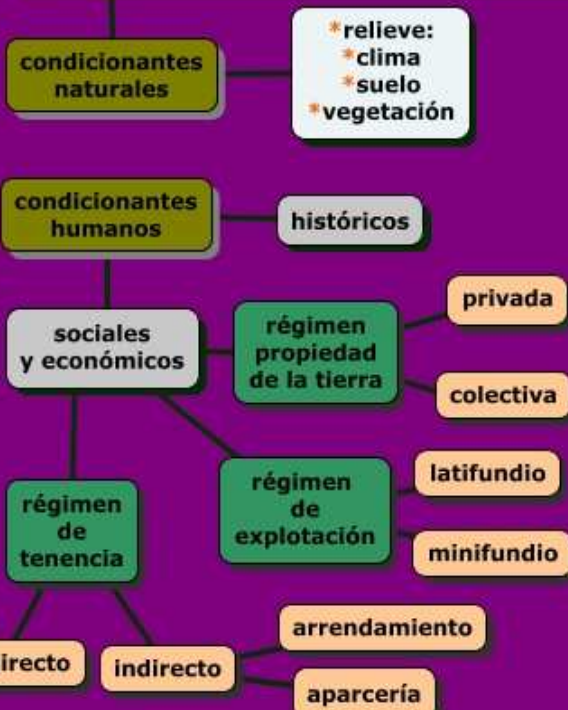 condicionantes
naturales
*relieve:
*clima
*suelo
*vegetación
condicionantes
humanos
históricos
sociales
y económicos
régimen
propiedad
de la tierra
privada
colectiva
régimen
de
tenencia
régimen
de
explotación
latifundio
minifundio
irecto
indirecto
arrendamiento
aparcería